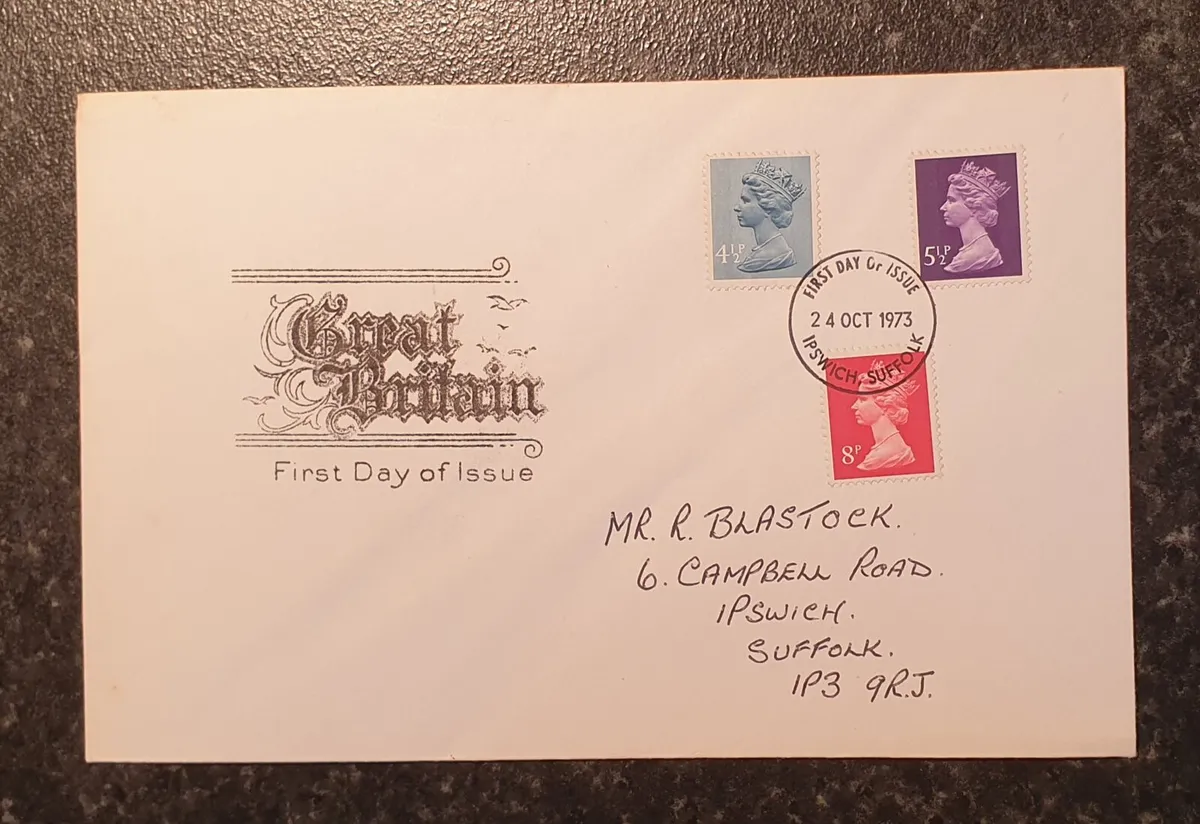 4½P
5½P
FIRST DAY OF ISSUE
24 OCT 1973
IPSWICH, SUFFOLK
8P
Great
Britain
First Day of Issue
MR. R. BLASTOCK.
6. CAMPBELL ROAD.
IPSWICH.
SUFFOLK.
IP3 9R.J.